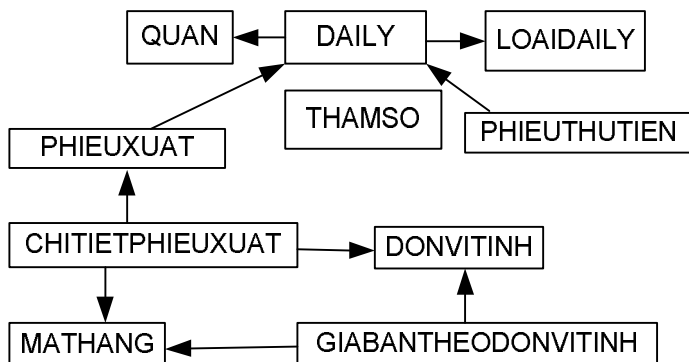 QUAN
DAILY
LOAIDAILY
THAMSO
PHIEUTHUTIEN
PHIEUXUAT
CHITIETPHIEUXUAT
DONVITINH
MATHANG
GIABANTHEODONVITINH